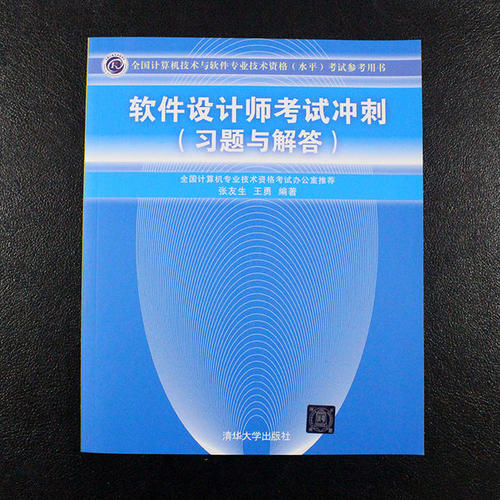 全国计算机技术与软件专业技术资格（水平）考试参考用书
软件设计师考试冲刺
（习题与解答）
全国计算机专业技术资格考试办公室推荐
张友生 王勇 编著
清华大学出版社